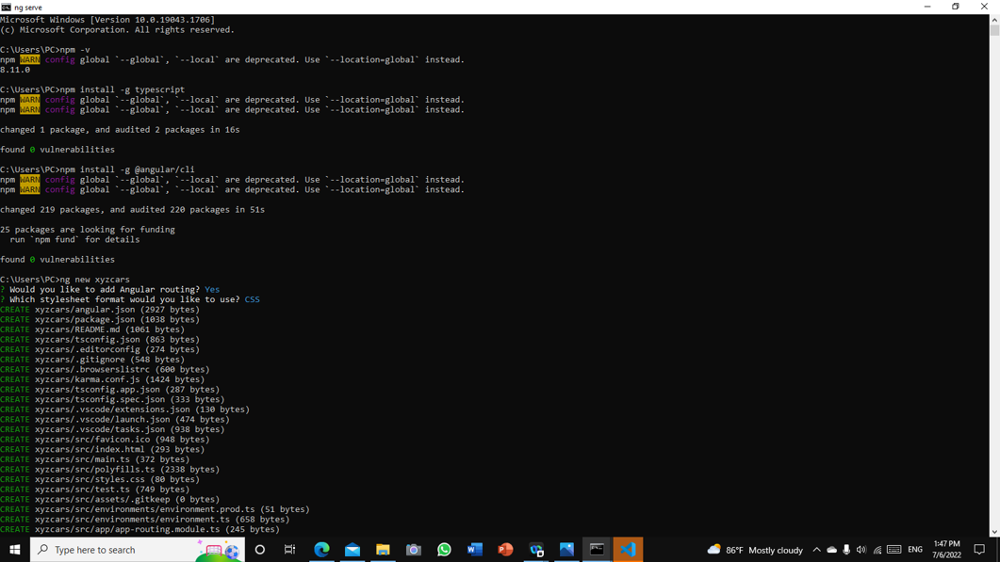 ng serve
Microsoft Windows [Version 10.0.19043.1706]
(c) Microsoft Corporation. All rights reserved.
C:\Users\PC>npm -v
npm WARN config global `--global`, `--local` are deprecated. Use `--location=global` instead.
8.11.0
C:\Users\PC>npm install -g typescript
npm WARN config global `--global`, `--local` are deprecated. Use `--location=global` instead.
npm WARN config global `--global`, `--local` are deprecated. Use `--location=global` instead.
changed 1 package, and audited 2 packages in 16s
found 0 vulnerabilities
C:\Users\PC>npm install -g @angular/cli
npm WARN config global `--global`, `--local` are deprecated. Use `--location=global` instead.
npm WARN config global `--global`, `--local` are deprecated. Use `--location=global` instead.
changed 219 packages, and audited 220 packages in 51s
25 packages are looking for funding
  run `npm fund` for details
found 0 vulnerabilities
C:\Users\PC>ng new xyzcars
? Would you like to add Angular routing? Yes
? Which stylesheet format would you like to use? CSS
CREATE xyzcars/angular.json (2927 bytes)
CREATE xyzcars/package.json (1038 bytes)
CREATE xyzcars/README.md (1061 bytes)
CREATE xyzcars/tsconfig.json (863 bytes)
CREATE xyzcars/.editorconfig (274 bytes)
CREATE xyzcars/.gitignore (548 bytes)
CREATE xyzcars/.browserslistrc (600 bytes)
CREATE xyzcars/karma.conf.js (1424 bytes)
CREATE xyzcars/tsconfig.app.json (287 bytes)
CREATE xyzcars/tsconfig.spec.json (333 bytes)
CREATE xyzcars/.vscode/extensions.json (130 bytes)
CREATE xyzcars/.vscode/launch.json (474 bytes)
CREATE xyzcars/.vscode/tasks.json (938 bytes)
CREATE xyzcars/src/favicon.ico (948 bytes)
CREATE xyzcars/src/index.html (293 bytes)
CREATE xyzcars/src/main.ts (372 bytes)
CREATE xyzcars/src/polyfills.ts (2338 bytes)
CREATE xyzcars/src/styles.css (80 bytes)
CREATE xyzcars/src/test.ts (749 bytes)
CREATE xyzcars/src/assets/.gitkeep (0 bytes)
CREATE xyzcars/src/environments/environment.prod.ts (51 bytes)
CREATE xyzcars/src/environments/environment.ts (658 bytes)
CREATE xyzcars/src/app/app-routing.module.ts (245 bytes)
Type here to search
86°F Mostly cloudy
ENG
1:47 PM
7/6/2022